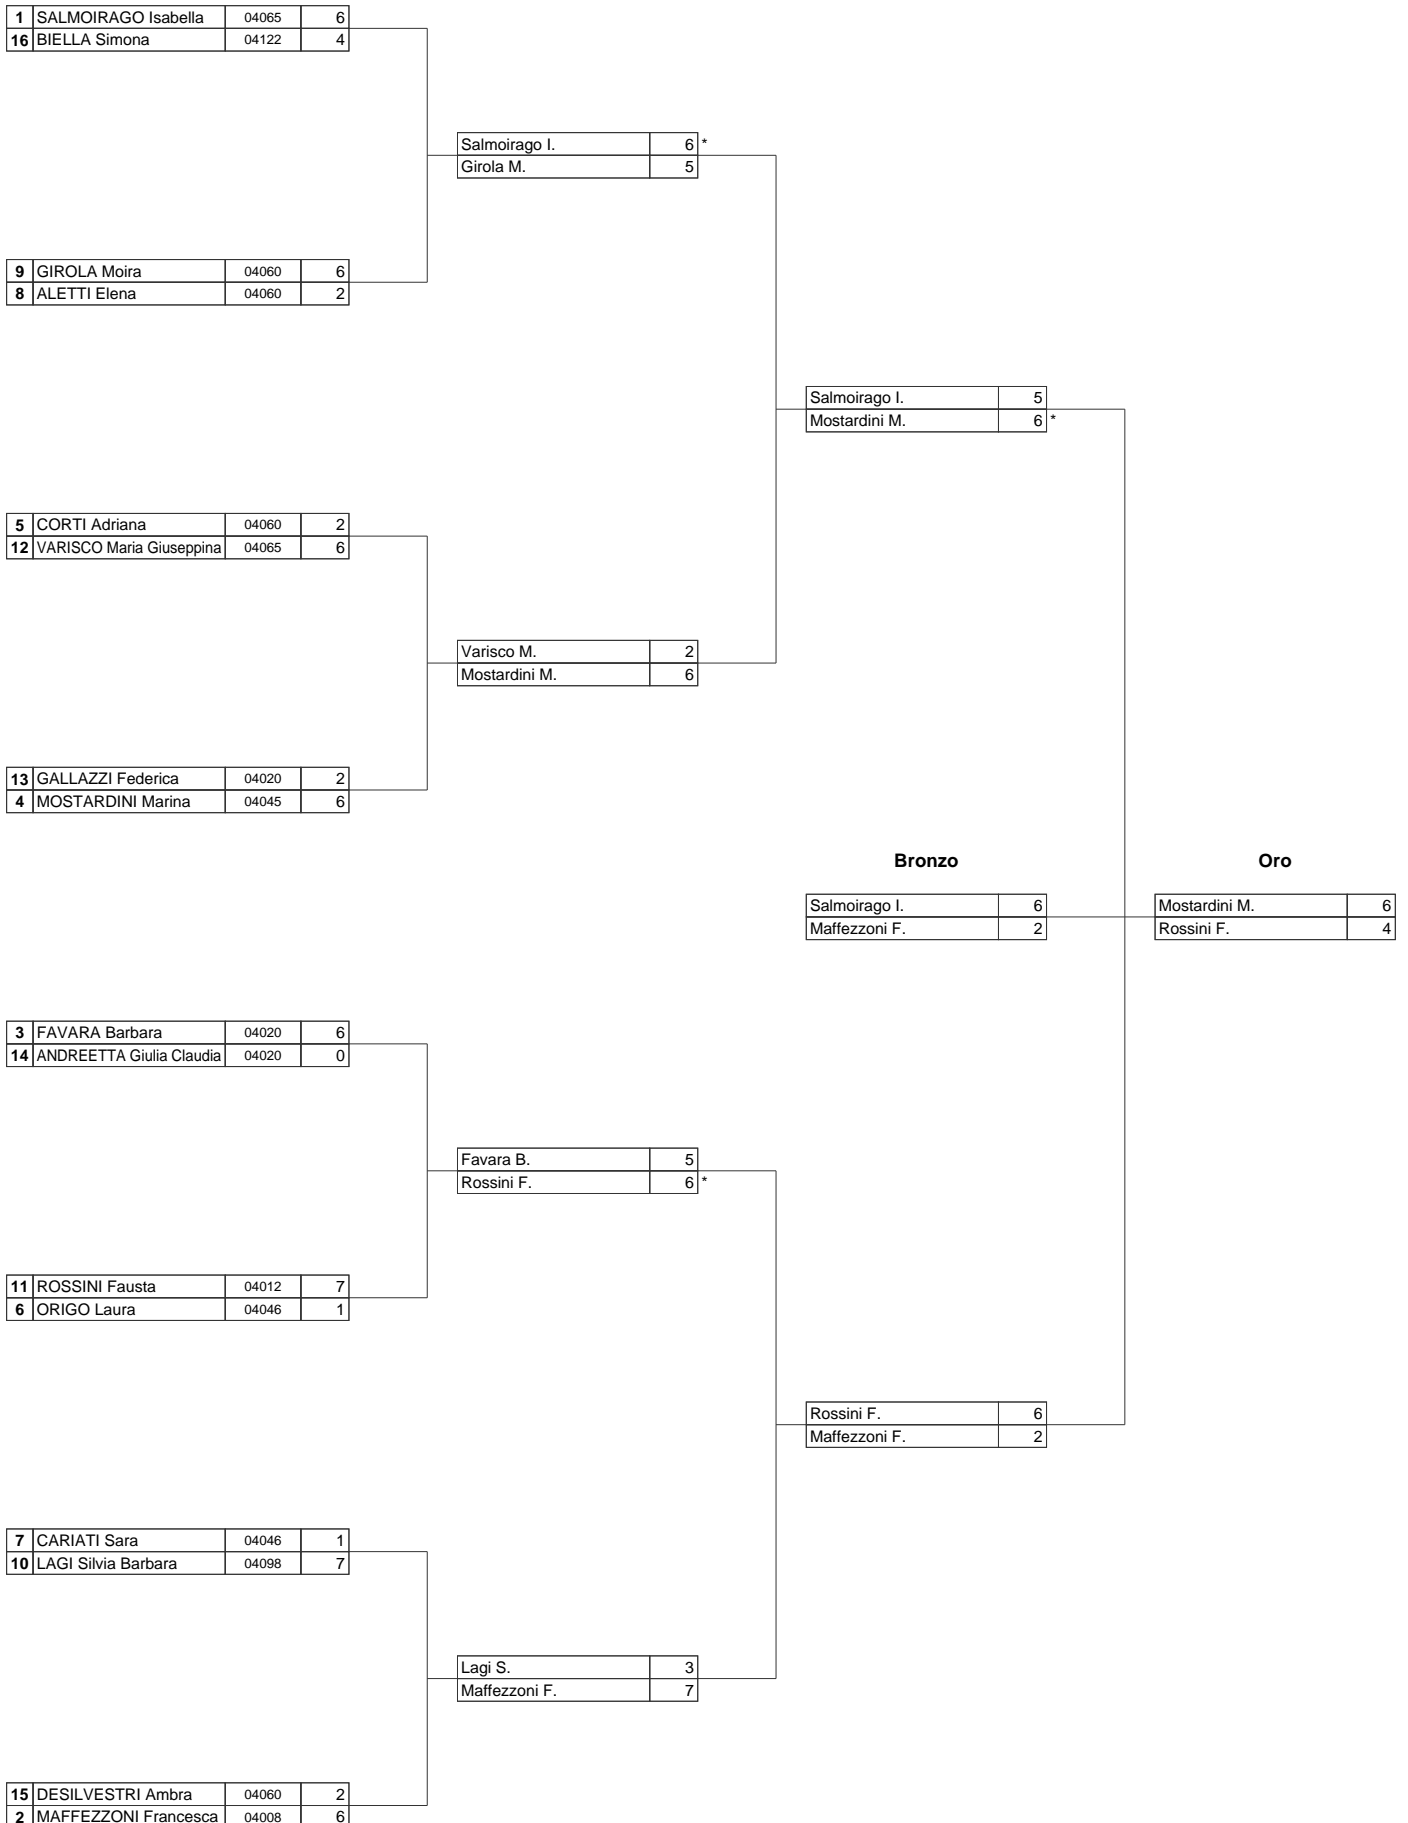 1 SALMOIRAGO Isabella 04065 6
16 BIELLA Simona 04122 4
Salmoirago I. 6 *
Girola M. 5
9 GIROLA Moira 04060 6
8 ALETTI Elena 04060 2
Salmoirago I. 5
Mostardini M. 6 *
5 CORTI Adriana 04060 2
12 VARISCO Maria Giuseppina 04065 6
Varisco M. 2
Mostardini M. 6
13 GALLAZZI Federica 04020 2
4 MOSTARDINI Marina 04045 6
Bronzo Oro
Salmoirago I. 6 Mostardini M. 6
Maffezzoni F. 2 Rossini F. 4
3 FAVARA Barbara 04020 6
14 ANDREETTA Giulia Claudia 04020 0
Favara B. 5
Rossini F. 6 *
11 ROSSINI Fausta 04012 7
6 ORIGO Laura 04046 1
Rossini F. 6
Maffezzoni F. 2
7 CARIATI Sara 04046 1
10 LAGI Silvia Barbara 04098 7
Lagi S. 3
Maffezzoni F. 7
15 DESILVESTRI Ambra 04060 2
2 MAFFEZZONI Francesca 04008 6